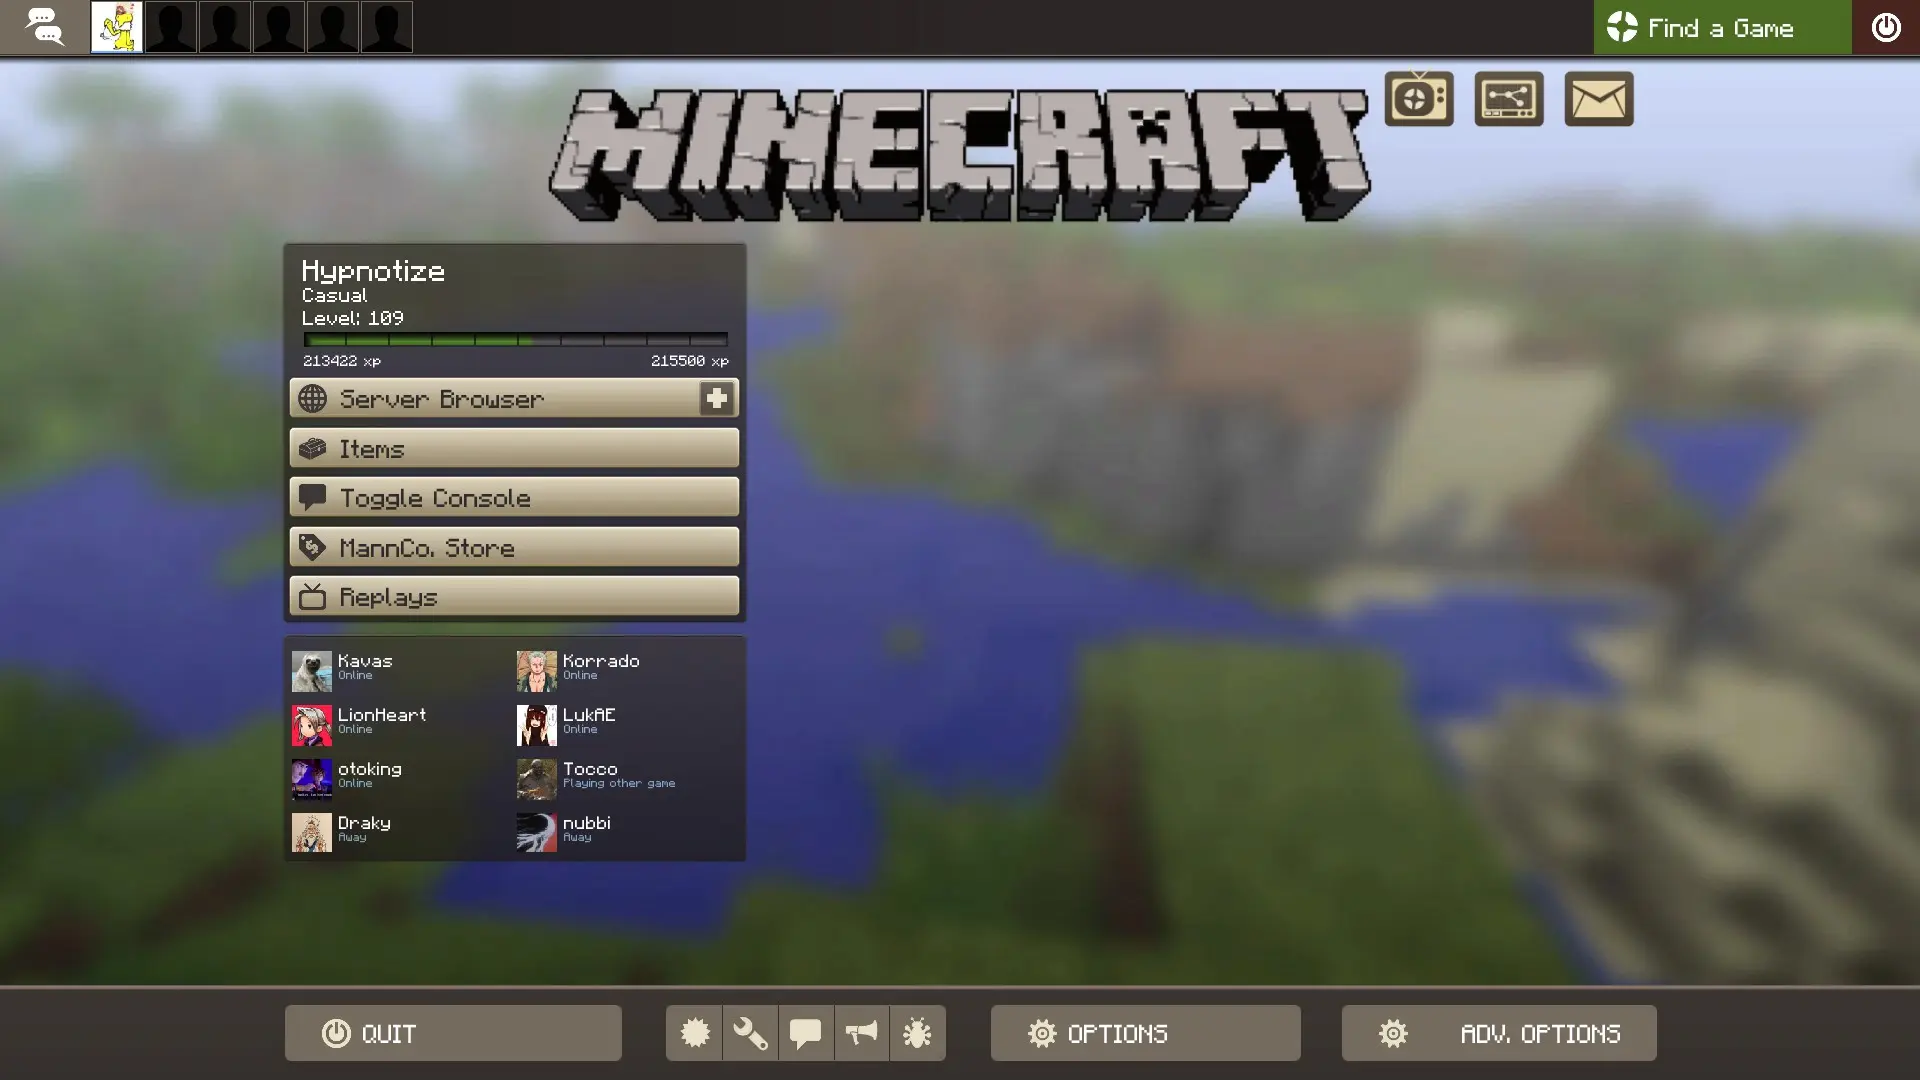 Find a Game
MINECRAFT
Hypnotize
Casual
Level: 109
213422 xp
215500 xp
Server Browser
Items
Toggle Console
MannCo. Store
Replays
Kavas
Online
Korrado
Online
LionHeart
Online
LukAE
Online
otoking
Online
Tocco
Playing other game
Draky
Away
nubbi
Away
QUIT
OPTIONS
ADV. OPTIONS